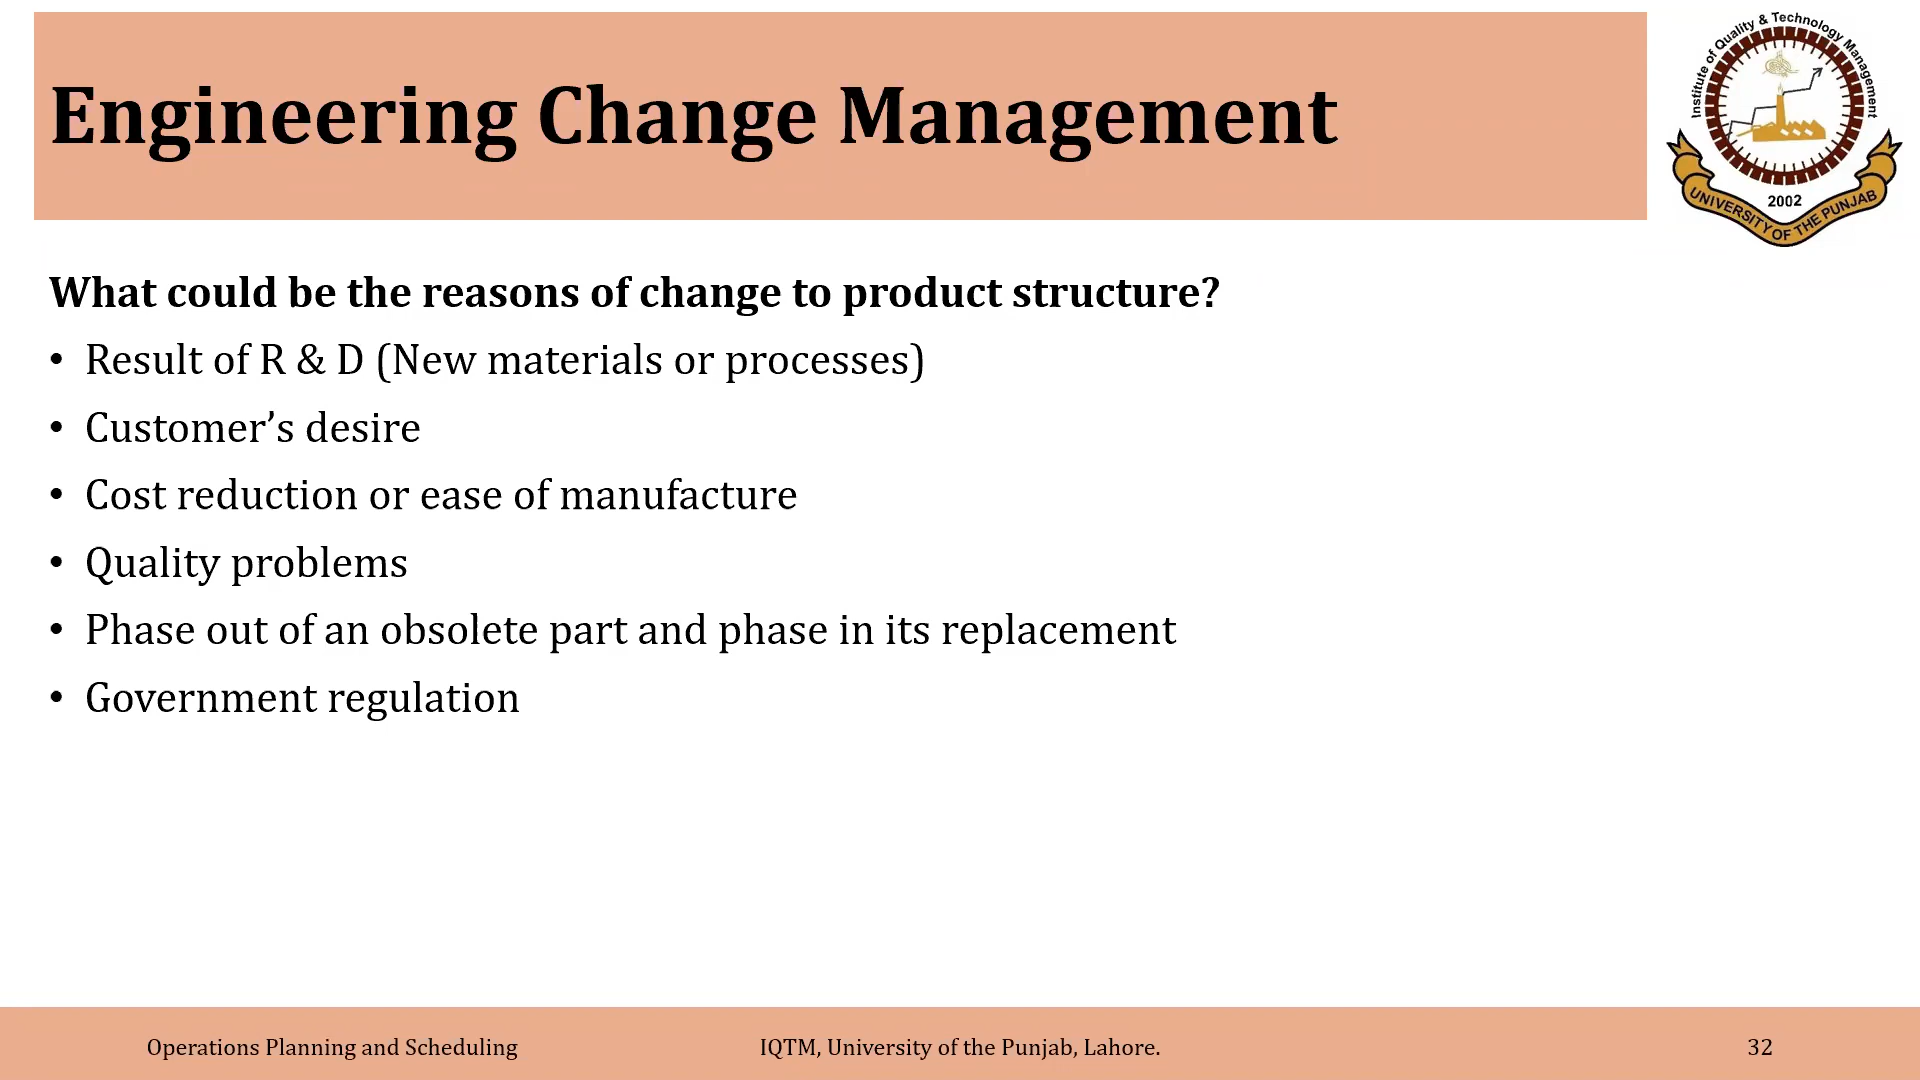 Engineering Change Management
Institute of Quality & Technology Management
2002
UNIVERSITY OF THE PUNJAB
What could be the reasons of change to product structure?
• Result of R & D (New materials or processes)
• Customer’s desire
• Cost reduction or ease of manufacture
• Quality problems
• Phase out of an obsolete part and phase in its replacement
• Government regulation
Operations Planning and Scheduling
IQTM, University of the Punjab, Lahore.
32